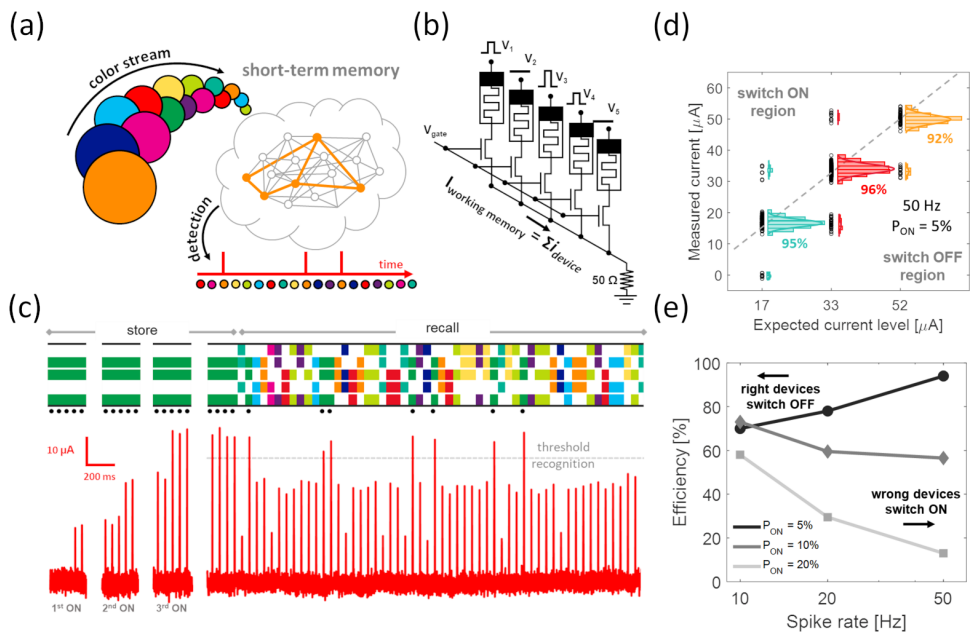 (a)
color stream
short-term memory
detection
time
(b)
V1
V2
V3
V4
V5
Vgate
Iworking memory = Σidevice
50 Ω
(c)
store
recall
10 µA
200 ms
threshold
recognition
1st ON
2nd ON
3rd ON
(d)
Measured current [µA]
60
50
40
30
20
10
0
switch ON
region
92%
96%
95%
50 Hz
PON = 5%
switch OFF
region
17
33
52
Expected current level [µA]
(e)
Efficiency [%]
100
80
60
40
20
0
right devices
switch OFF
wrong devices
switch ON
PON = 5%
PON = 10%
PON = 20%
10
20
50
Spike rate [Hz]